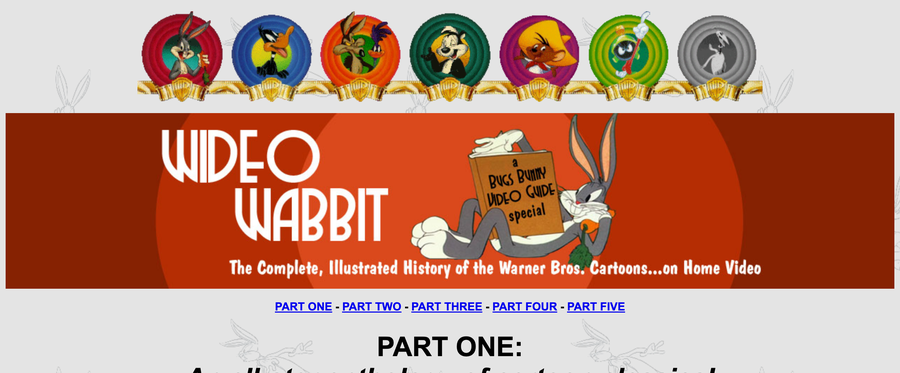 WIDEO
WABBIT
a
BUGS BUNNY
VIDEO GUIDE
special
The Complete, Illustrated History of the Warner Bros. Cartoons...on Home Video
PART ONE - PART TWO - PART THREE - PART FOUR - PART FIVE
PART ONE: